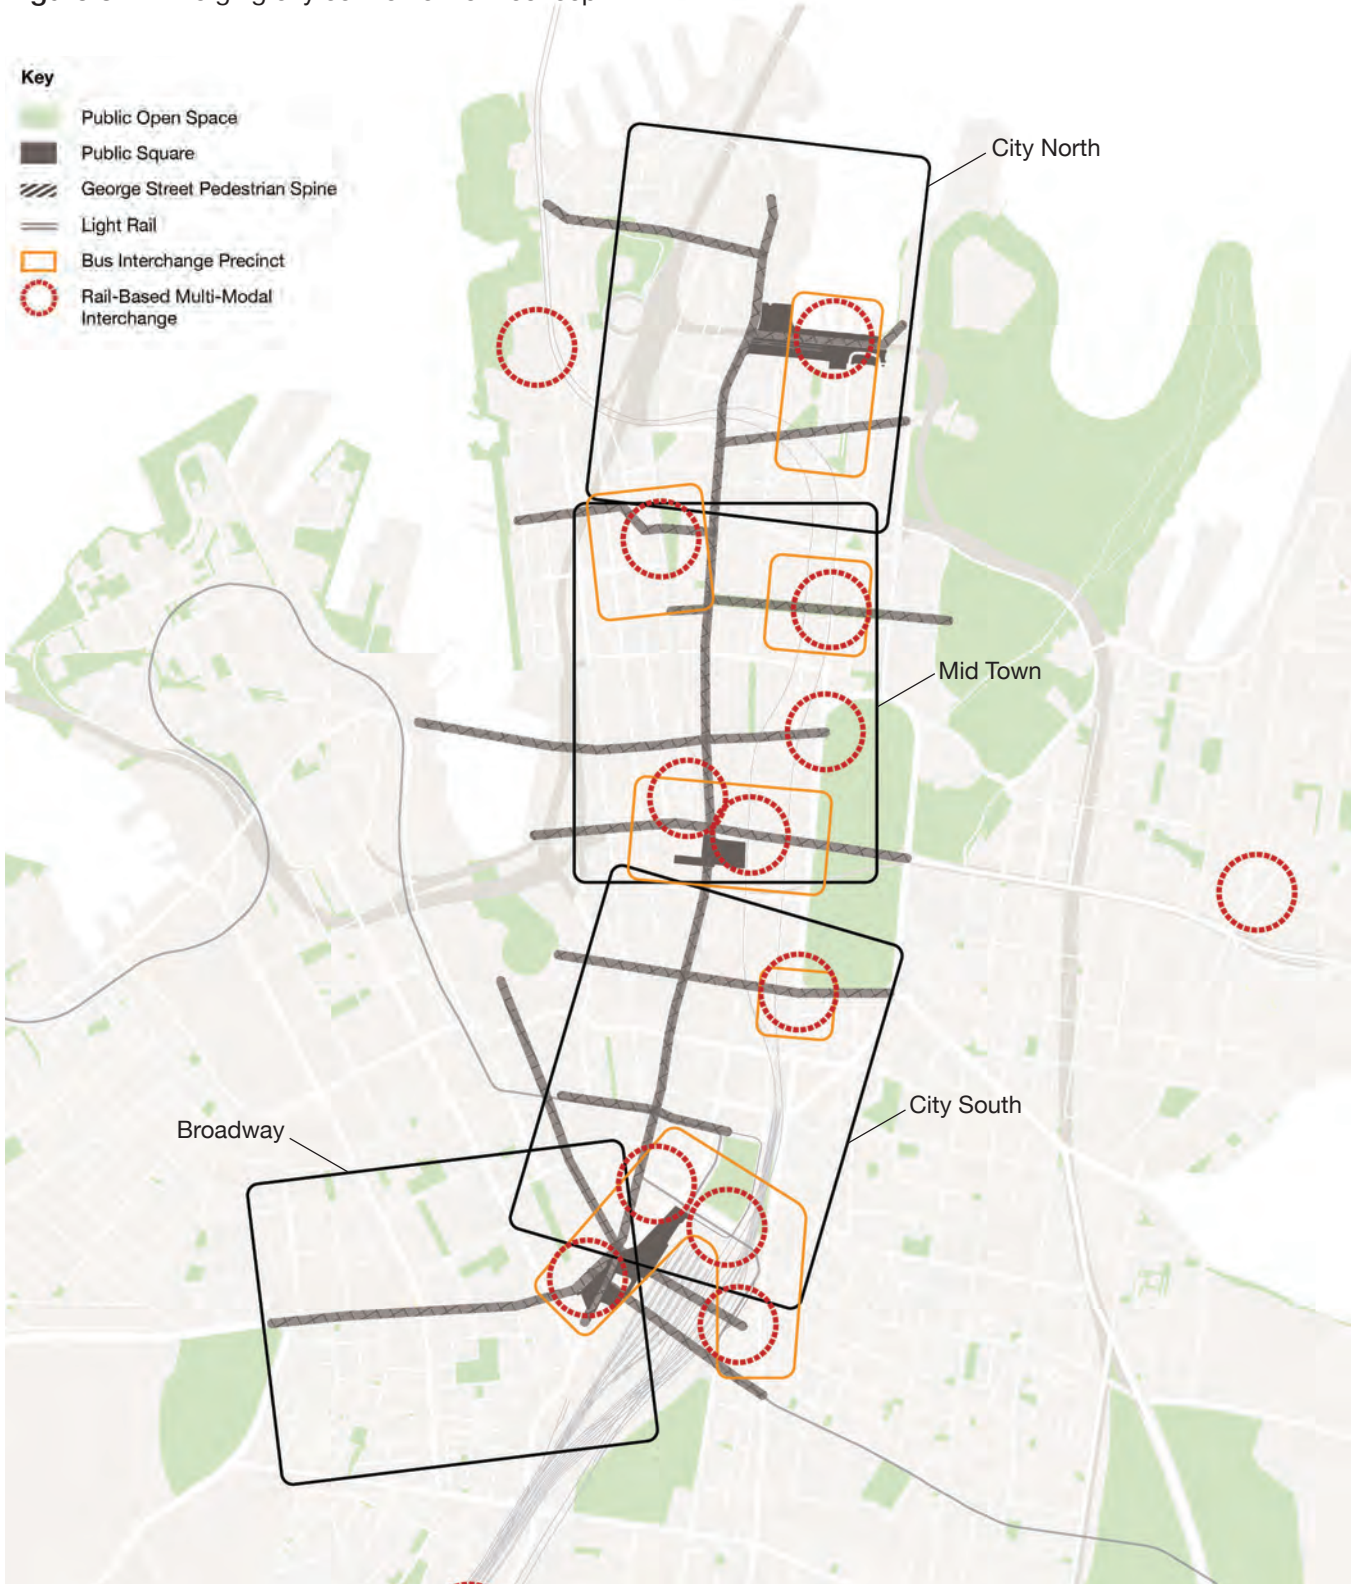 Key
Public Open Space
Public Square
George Street Pedestrian Spine
Light Rail
Bus Interchange Precinct
Rail-Based Multi-Modal
Interchange
City North
Mid Town
City South
Broadway